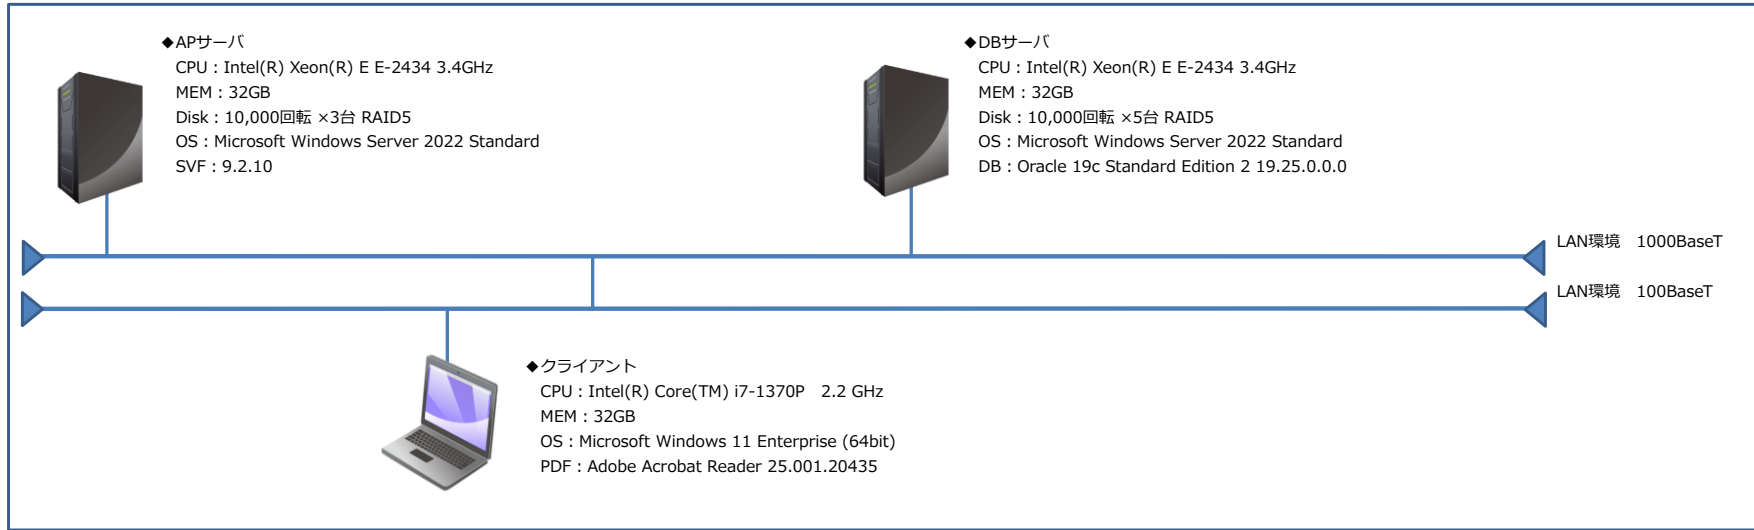 ◆APサーバ
CPU：Intel(R) Xeon(R) E E-2434 3.4GHz
MEM：32GB
Disk：10,000回転 ×3台 RAID5
OS：Microsoft Windows Server 2022 Standard
SVF：9.2.10
◆DBサーバ
CPU：Intel(R) Xeon(R) E E-2434 3.4GHz
MEM：32GB
Disk：10,000回転 ×5台 RAID5
OS：Microsoft Windows Server 2022 Standard
DB：Oracle 19c Standard Edition 2 19.25.0.0.0
LAN環境　1000BaseT
LAN環境　100BaseT
◆クライアント
CPU：Intel(R) Core(TM) i7-1370P　2.2 GHz
MEM：32GB
OS：Microsoft Windows 11 Enterprise (64bit)
PDF：Adobe Acrobat Reader 25.001.20435